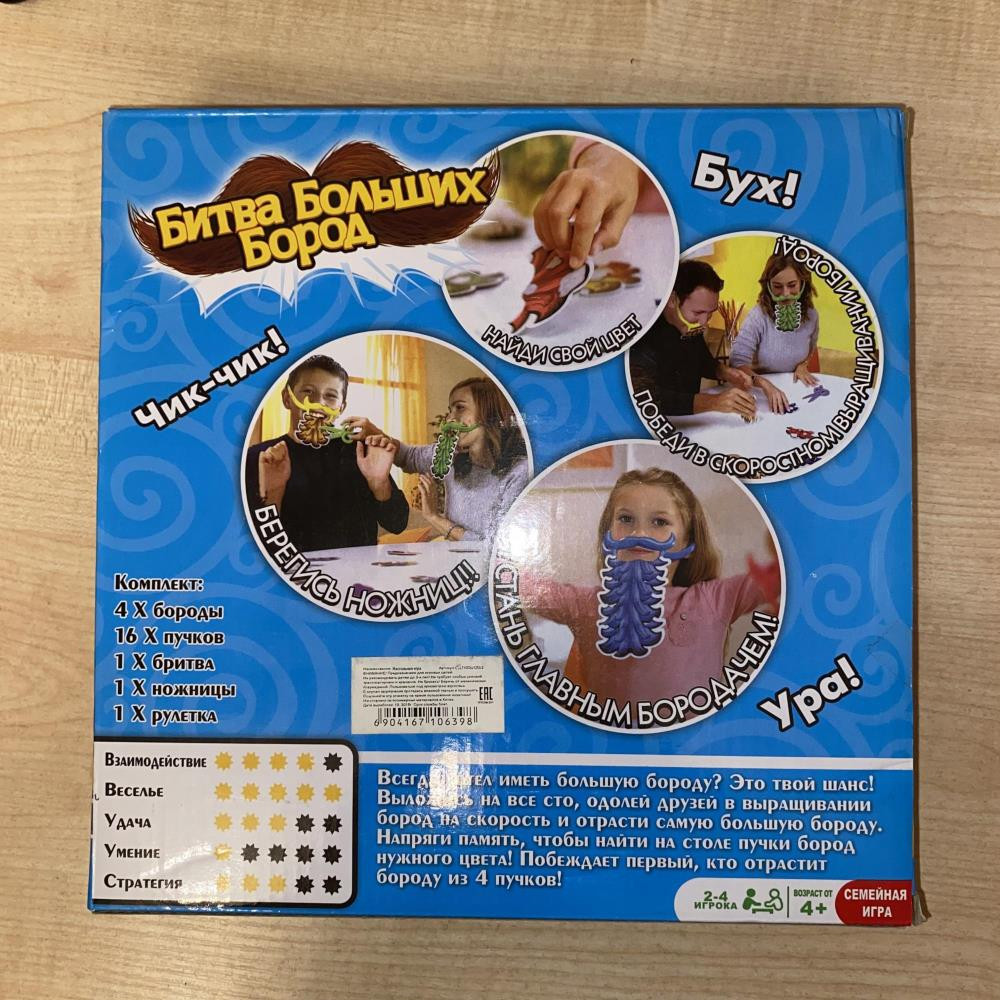 Битва Больших
Бород
Бух!
НАЙДИ СВОЙ ЦВЕТ
ПОБЕДИ В СКОРОСТНОМ ВЫРАЩИВАНИИ БОРОД!
Чик-чик!
БЕРЕГИСЬ НОЖНИЦ!
СТАНЬ ГЛАВНЫМ БОРОДАЧЕМ!
Ура!
Комплект:
4 X бороды
16 X пучков
1 X бритва
1 X ножницы
1 X рулетка
EAC
6904167106398
Взаимодействие
Веселье
Удача
Умение
Стратегия
Всегда хотел иметь большую бороду? Это твой шанс!
Выложись на все сто, одолей друзей в выращивании
бород на скорость и отрасти самую большую бороду.
Напряги память, чтобы найти на столе пучки бород
нужного цвета! Побеждает первый, кто отрастит
бороду из 4 пучков!
2-4
ИГРОКА
ВОЗРАСТ ОТ
4+
СЕМЕЙНАЯ
ИГРА